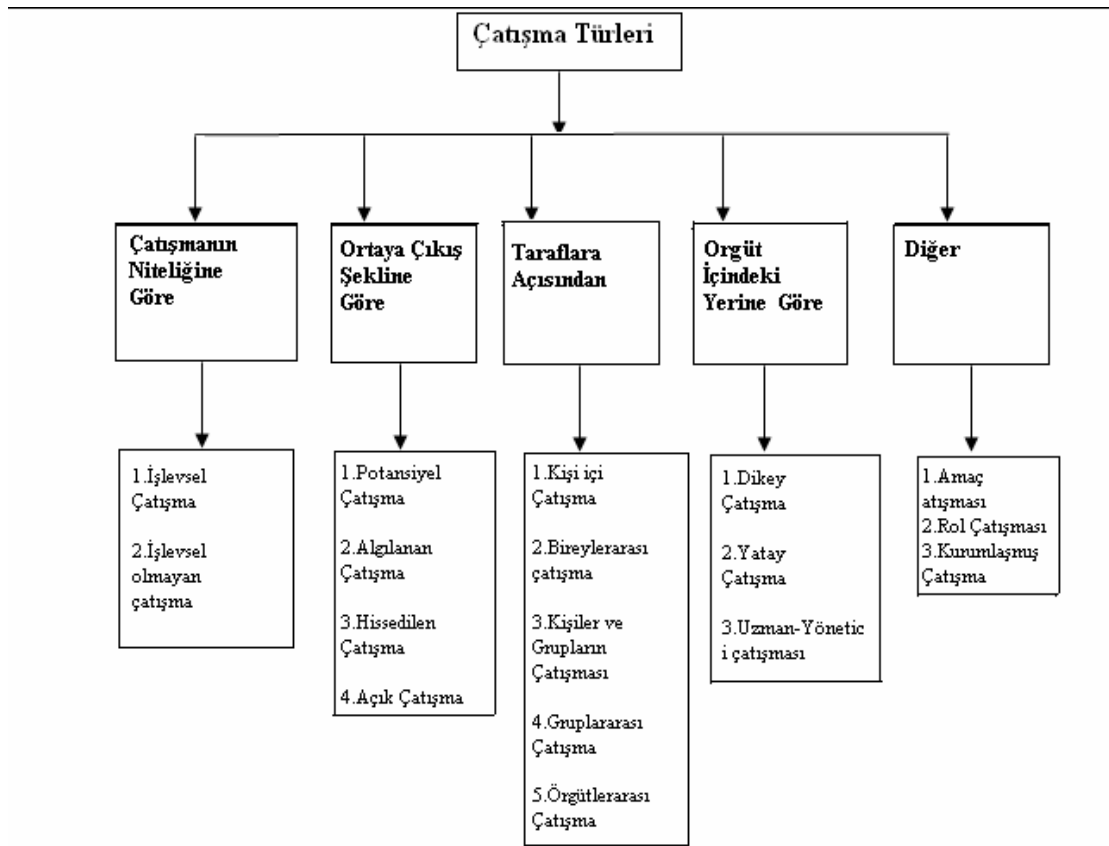 Çatışma Türleri
Çatışmanın
Niteliğine
Göre
Ortaya Çıkış
Şekline
Göre
Taraflara
Açısından
Orgüt
İçindeki
Yerine Göre
Diğer
1.İşlevsel
Çatışma
2.İşlevsel
olmayan
çatışma
1.Potansiyel
Çatışma
2.Algılanan
Çatışma
3.Hissedilen
Çatışma
4.Açık Çatışma
1.Kişi içi
Çatışma
2.Bireylerarası
çatışma
3.Kişiler ve
Grupların
Çatışması
4.Gruplararası
Çatışma
5.Örgütlerarası
Çatışma
1.Dikey
Çatışma
2.Yatay
Çatışma
3.Uzman-Yönetic
i çatışması
1.Amaç
atışması
2.Rol Çatışması
3.Kurumlaşmış
Çatışma